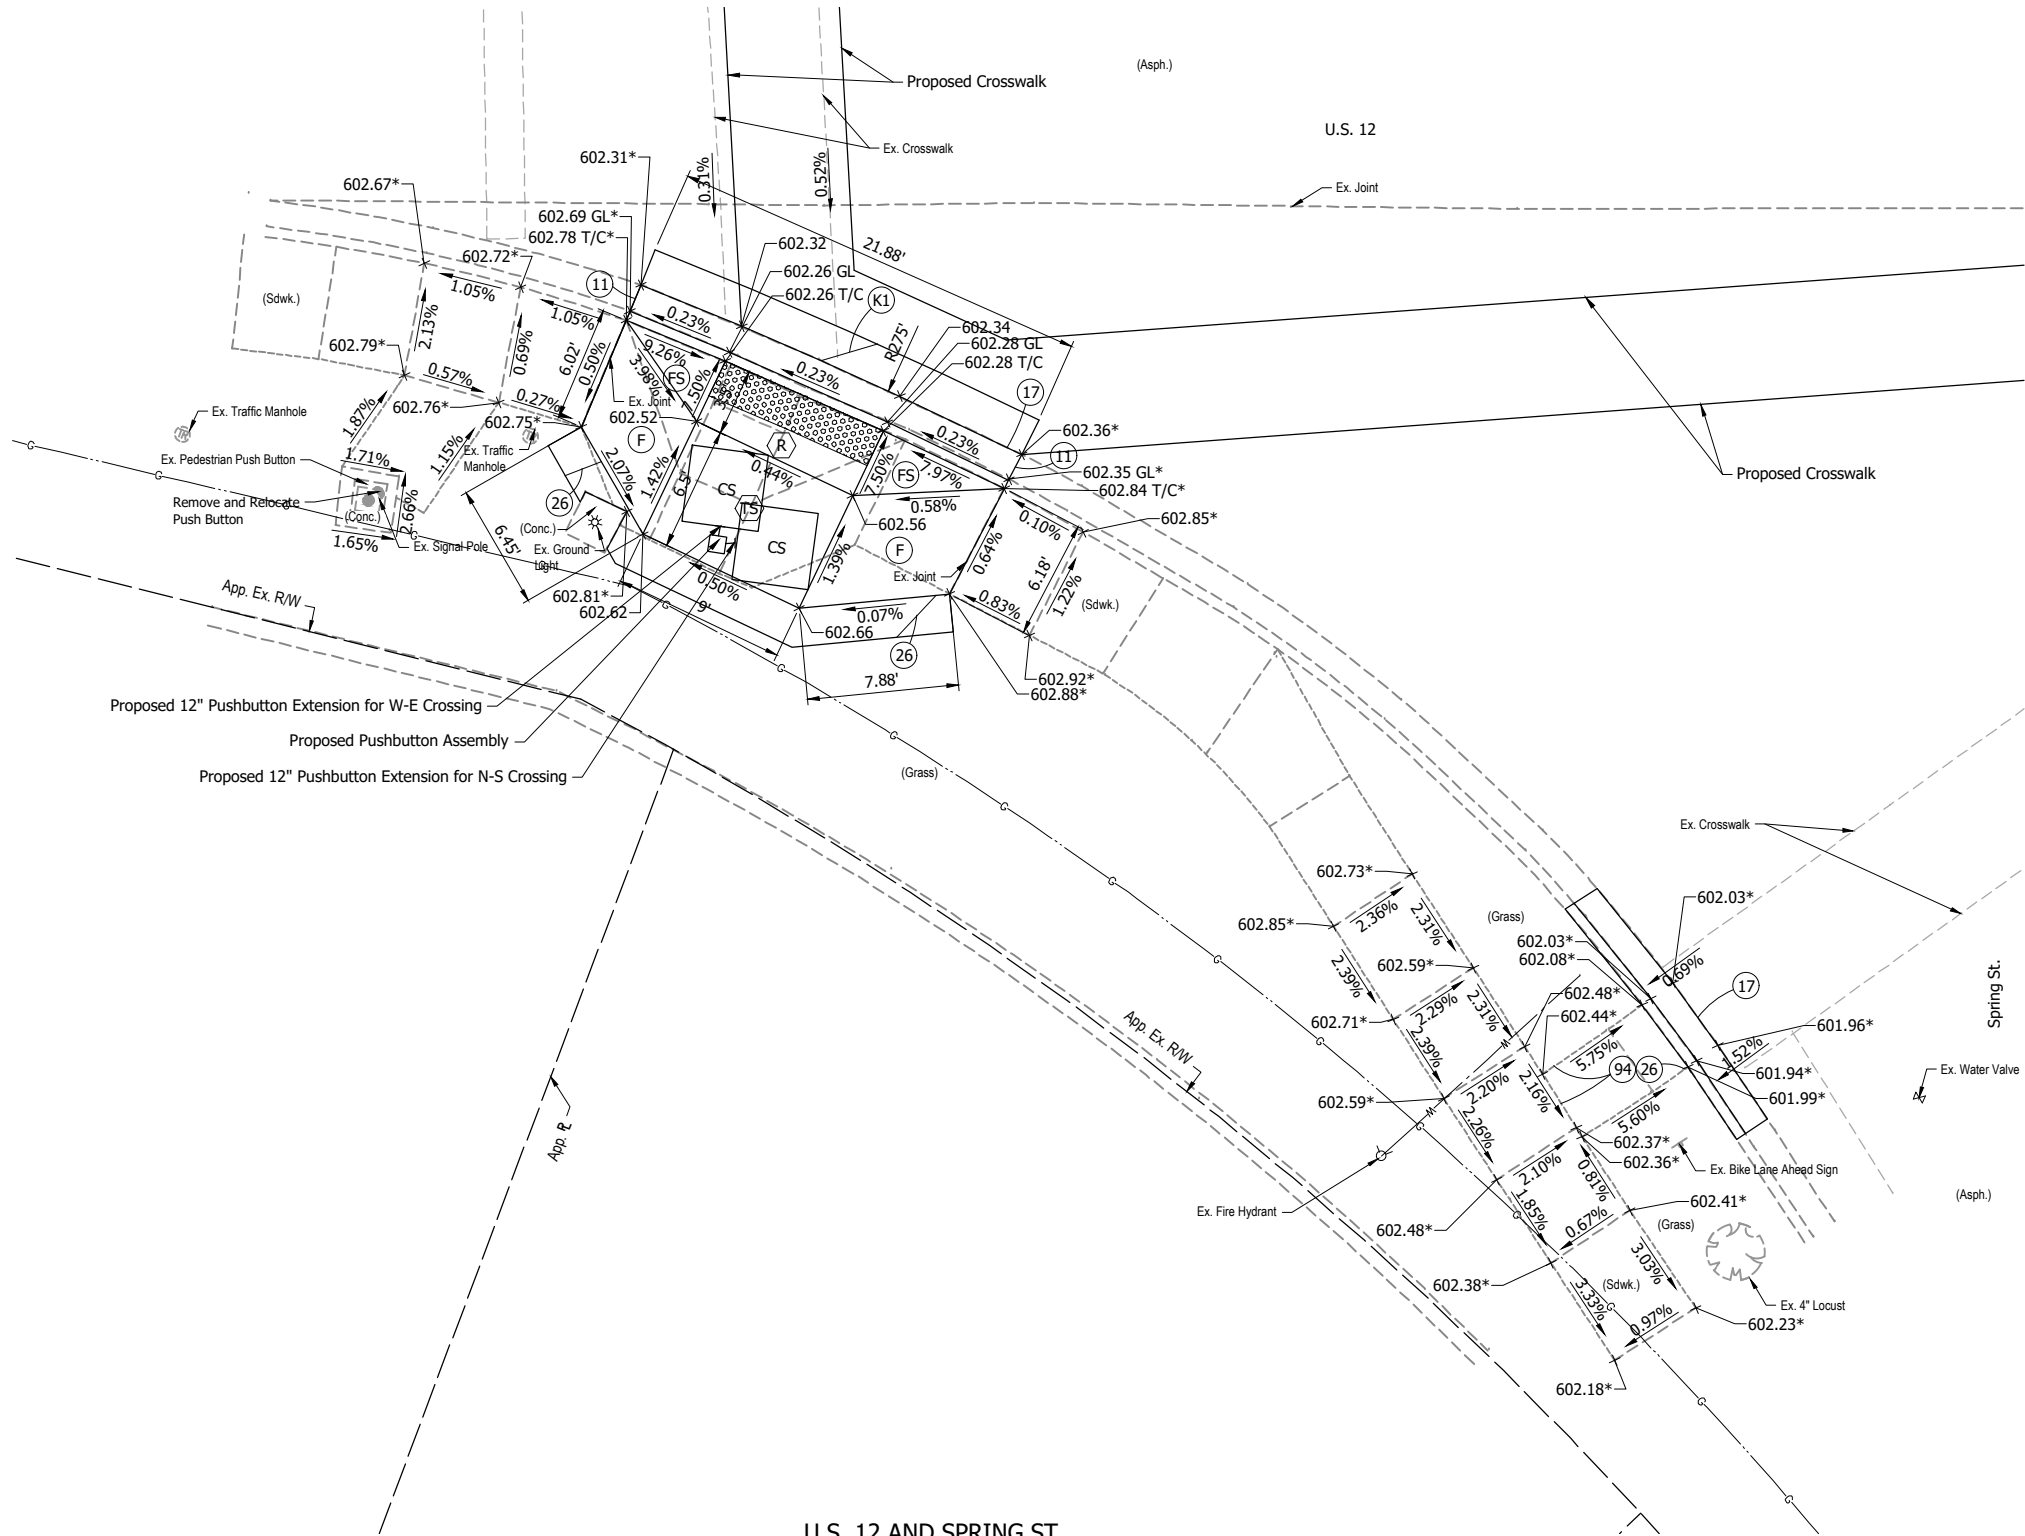 (Asph.)
Proposed Crosswalk
U.S. 12
Ex. Crosswalk
602.31*
0.31%
0.52%
602.67*
Ex. Joint
602.69 GL*
602.78 T/C*
21.88'
602.32
602.72*
602.26 GL
602.26 T/C
11
K1
(Sdwk.)
1.05%
1.05%
0.23%
R275'
602.34
602.28 GL
602.28 T/C
2.13%
602.79*
0.69%
6.02'
0.50%
9.26%
3.98%
FS
7.50%
0.23%
17
0.57%
0.27%
Ex. Joint
602.76*
602.52
602.75*
Ex. Traffic Manhole
1.87%
F
R
0.23%
602.36*
1.15%
Ex. Traffic
Manhole
Ex. Pedestrian Push Button
1.71%
2.07%
1.42%
6.5'
0.44%
7.50%
FS
7.97%
11
Proposed Crosswalk
602.35 GL*
602.84 T/C*
Remove and Relocate
Push Button
(Conc.)
2.66%
26
CS
TS
0.58%
0.10%
602.85*
602.56
1.65%
Ex. Signal Pole
6.45'
(Conc.)
Ex. Ground
Light
CS
1.39%
F
0.64%
Ex. Joint
6.18'
1.22%
App. Ex. R/W
0.50%
602.81*
602.62
9'
0.07%
0.83%
(Sdwk.)
602.66
26
7.88'
602.92*
602.88*
Proposed 12" Pushbutton Extension for W-E Crossing
Proposed Pushbutton Assembly
Proposed 12" Pushbutton Extension for N-S Crossing
(Grass)
Ex. Crosswalk
602.73*
602.03*
2.36%
2.31%
(Grass)
602.85*
602.03*
602.08*
2.39%
602.59*
0.69%
17
Spring St.
602.48*
602.44*
2.29%
2.31%
602.71*
2.39%
601.96*
5.75%
1.52%
App. Ex. R/W
94
26
601.94*
601.99*
Ex. Water Valve
2.20%
2.16%
602.59*
5.60%
2.26%
602.37*
602.36*
App. PL
Ex. Bike Lane Ahead Sign
2.10%
0.81%
(Asph.)
602.41*
Ex. Fire Hydrant
1.85%
0.67%
(Grass)
602.48*
3.03%
602.38*
(Sdwk.)
3.33%
Ex. 4" Locust
0.97%
602.23*
602.18*
U.S. 12 AND SPRING ST